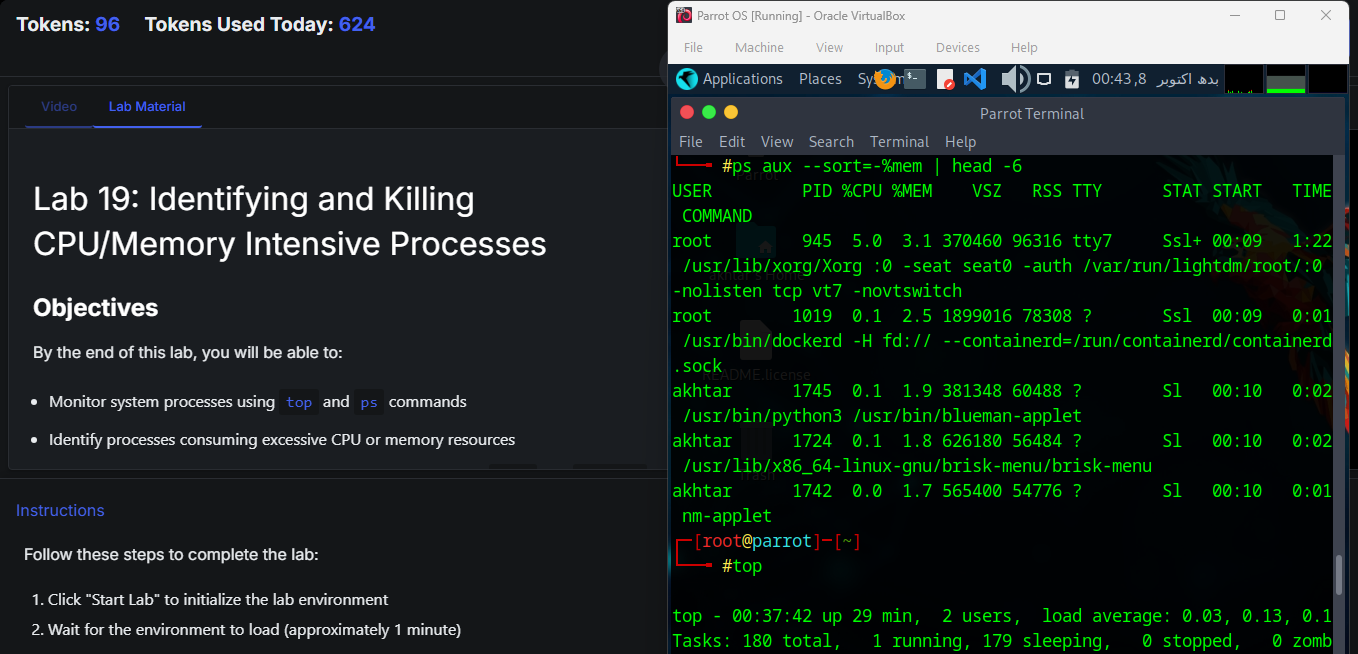 Tokens: 96 Tokens Used Today: 624
Video Lab Material
Lab 19: Identifying and Killing
CPU/Memory Intensive Processes
Objectives
By the end of this lab, you will be able to:
Monitor system processes using top and ps commands
Identify processes consuming excessive CPU or memory resources
Instructions
Follow these steps to complete the lab:
1. Click "Start Lab" to initialize the lab environment
2. Wait for the environment to load (approximately 1 minute)
Parrot OS [Running] - Oracle VirtualBox
File Machine View Input Devices Help
Applications Places System بدھ اکتوبر 8, 00:43
Parrot Terminal
File Edit View Search Terminal Help
#ps aux --sort=-%mem | head -6
USER PID %CPU %MEM VSZ RSS TTY STAT START TIME
COMMAND
root 945 5.0 3.1 370460 96316 tty7 Ssl+ 00:09 1:22
/usr/lib/xorg/Xorg :0 -seat seat0 -auth /var/run/lightdm/root/:0
-nolisten tcp vt7 -novtswitch
root 1019 0.1 2.5 1899016 78308 ? Ssl 00:09 0:01
/usr/bin/dockerd -H fd:// --containerd=/run/containerd/containerd
.sock
README.license
akhtar 1745 0.1 1.9 381348 60488 ? Sl 00:10 0:02
/usr/bin/python3 /usr/bin/blueman-applet
akhtar 1724 0.1 1.8 626180 56484 ? Sl 00:10 0:02
/usr/lib/x86_64-linux-gnu/brisk-menu/brisk-menu
akhtar 1742 0.0 1.7 565400 54776 ? Sl 00:10 0:01
nm-applet
[root@parrot]-[~]
#top
top - 00:37:42 up 29 min, 2 users, load average: 0.03, 0.13, 0.1
Tasks: 180 total, 1 running, 179 sleeping, 0 stopped, 0 zomb